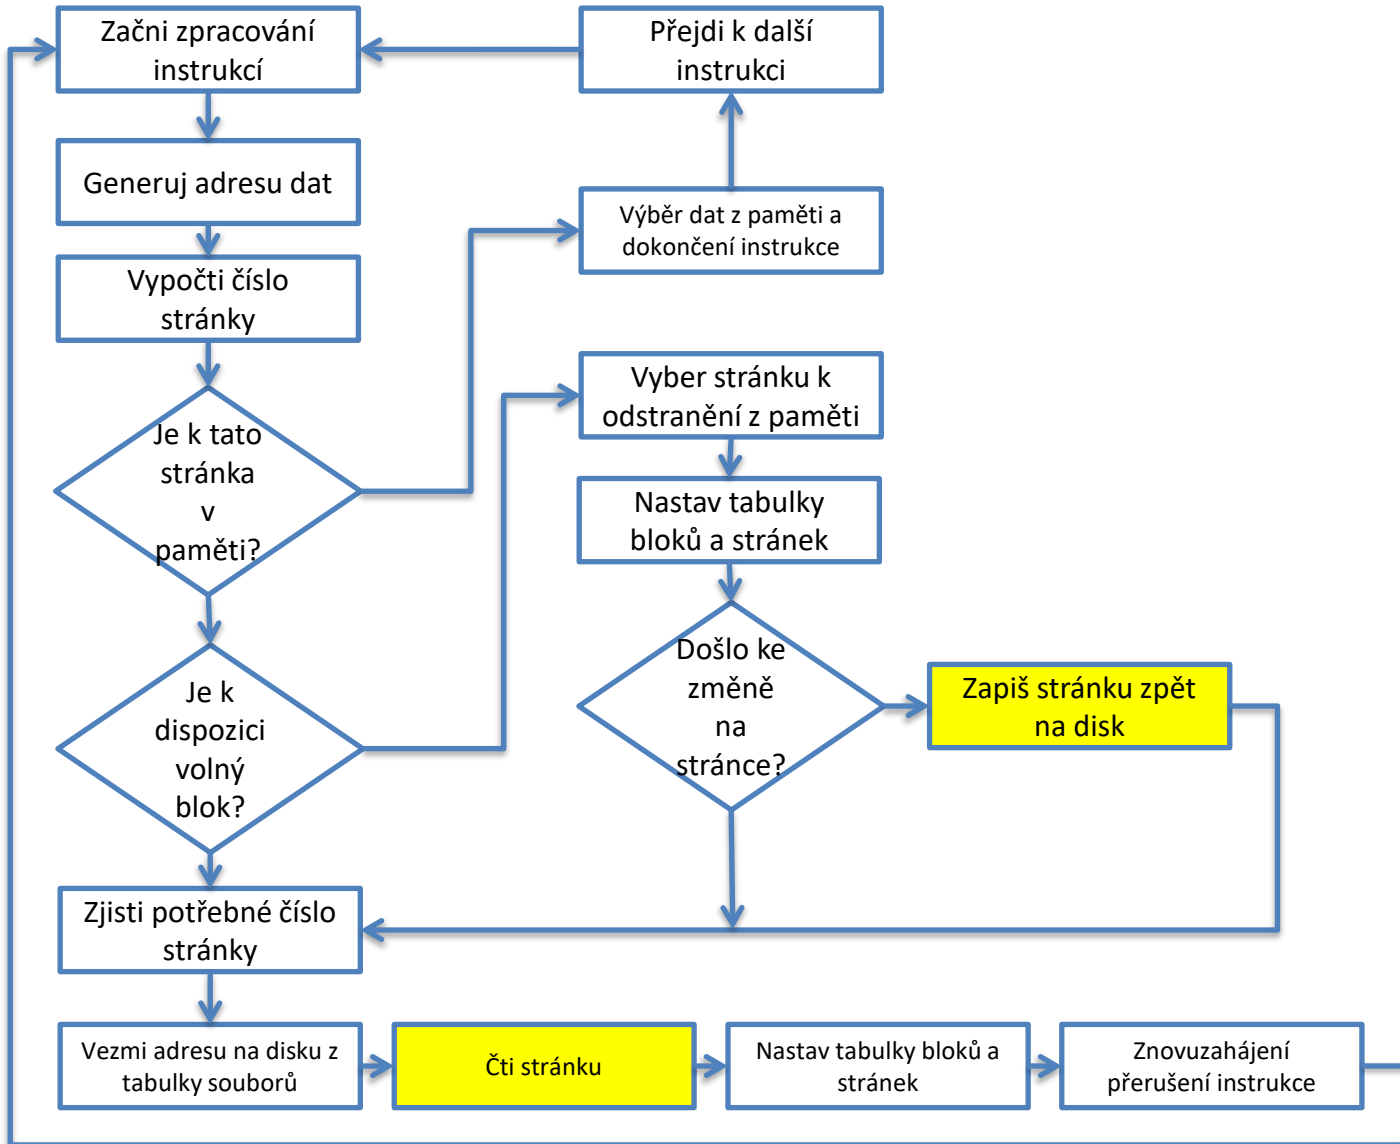 Začni zpracování
instrukcí
Přejdi k další
instrukci
Generuj adresu dat
Výběr dat z paměti a
dokončení instrukce
Vypočti číslo
stránky
Je k tato
stránka
v
paměti?
Vyber stránku k
odstranění z paměti
Nastav tabulky
bloků a stránek
Je k
dispozici
volný
blok?
Došlo ke
změně
na
stránce?
Zapiš stránku zpět
na disk
Zjisti potřebné číslo
stránky
Vezmi adresu na disku z
tabulky souborů
Čti stránku
Nastav tabulky bloků a
stránek
Znovuzahájení
přerušení instrukce